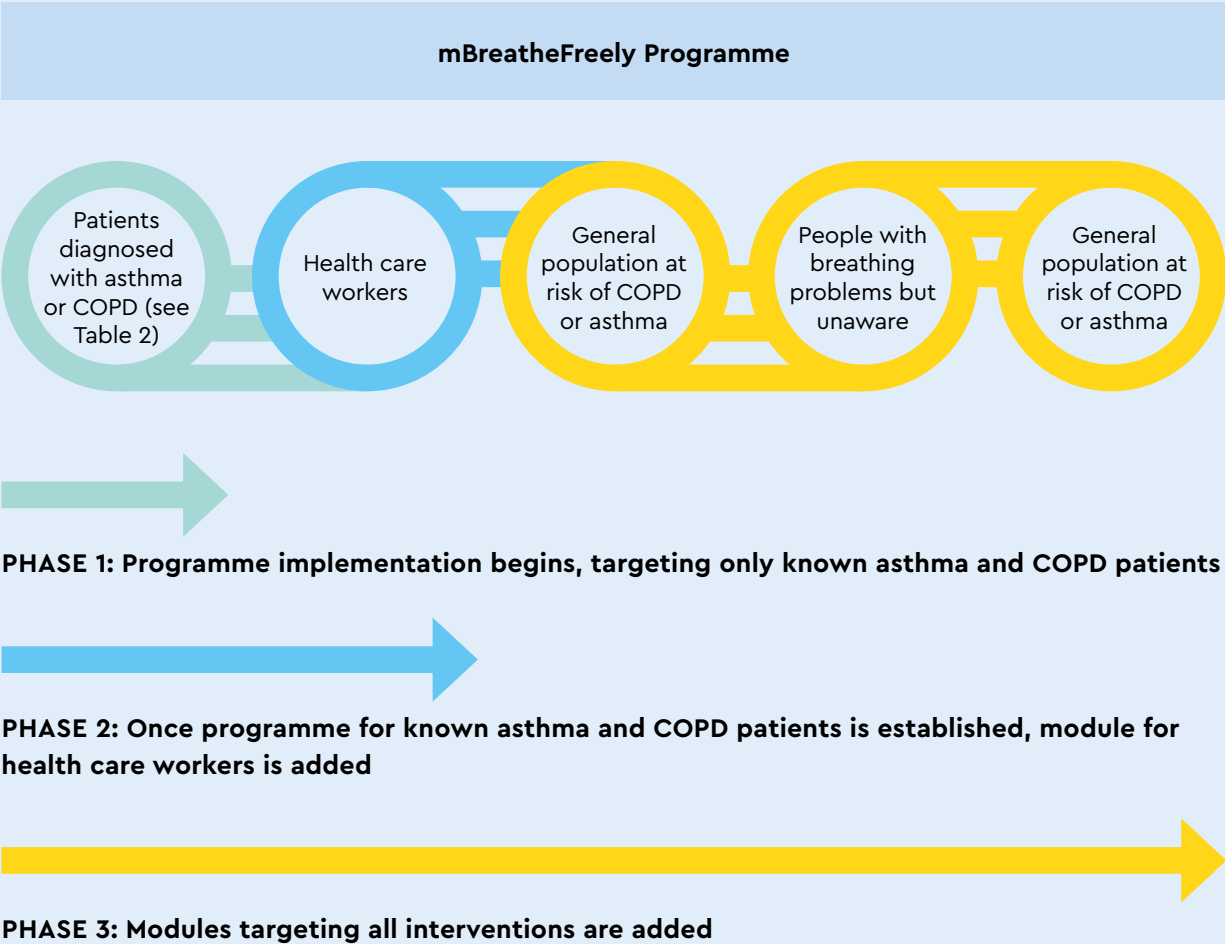 mBreatheFreely Programme
Patients
diagnosed
with asthma
or COPD (see
Table 2)
Health care
workers
General
population at
risk of COPD
or asthma
People with
breathing
problems but
unaware
General
population at
risk of COPD
or asthma
PHASE 1: Programme implementation begins, targeting only known asthma and COPD patients
PHASE 2: Once programme for known asthma and COPD patients is established, module for
health care workers is added
PHASE 3: Modules targeting all interventions are added